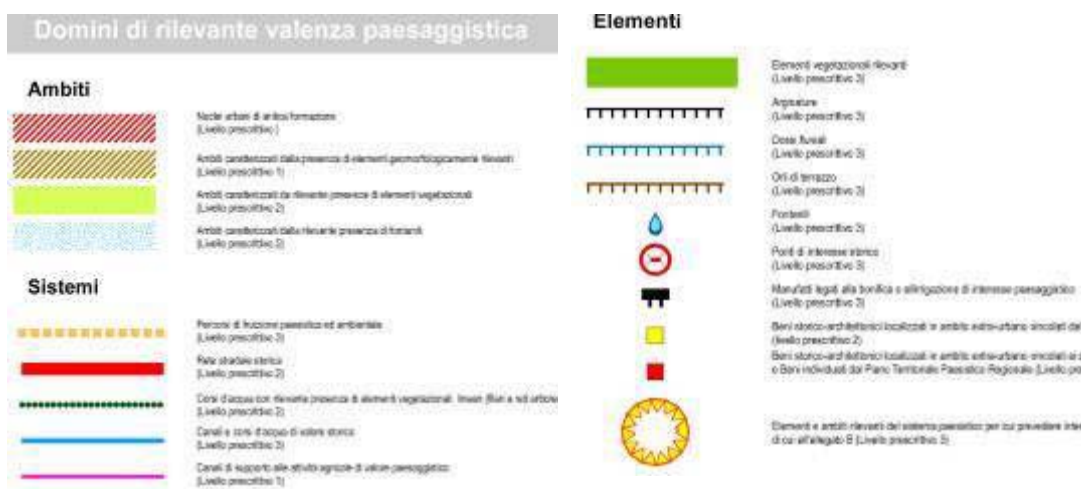 Domini di rilevante valenza paesaggistica
Ambiti
Nuclei urbani di antica formazione
(Livello prescrittivo )
Ambiti caratterizzati dalla presenza di elementi geomorfologicamente rilevanti
(Livello prescrittivo 1)
Ambiti caratterizzati da rilevante presenza di elementi vegetazionali
(Livello prescrittivo 2)
Ambiti caratterizzati dalla rilevante presenza di fontanili
(Livello prescrittivo 2)
Sistemi
Percorsi di fruizione paesistica ed ambientale
(Livello prescrittivo 3)
Rete stradale storica
(Livello prescrittivo 2)
Corsi d'acqua con rilevante presenza di elementi vegetazionali lineari (filari e reti arboree
(Livello prescrittivo 2)
Canali e corsi d'acqua di valore storico
(Livello prescrittivo 3)
Canali di supporto alle attività agricole di valore paesaggistico
(Livello prescrittivo 1)
Elementi
Elementi vegetazionali rilevanti
(Livello prescrittivo 3)
Arginature
(Livello prescrittivo 3)
Dossi fluviali
(Livello prescrittivo 3)
Orli di terrazzo
(Livello prescrittivo 3)
Fontanili
(Livello prescrittivo 3)
Ponti di interesse storico
(Livello prescrittivo 3)
Manufatti legati alla bonifica o all'irrigazione di interesse paesaggistico
(Livello prescrittivo 3)
Beni storico-architettonici localizzati in ambito extra-urbano vincolati
(livello prescrittivo 2)
Beni storico-architettonici localizzati in ambito extra-urbano vincolati ai
o Beni individuati dal Piano Territoriale Paesistico Regionale (Livello
Elementi e ambiti rilevanti del sistema paesistico per cui prevedere
di cui all'allegato B (Livello prescrittivo 3)